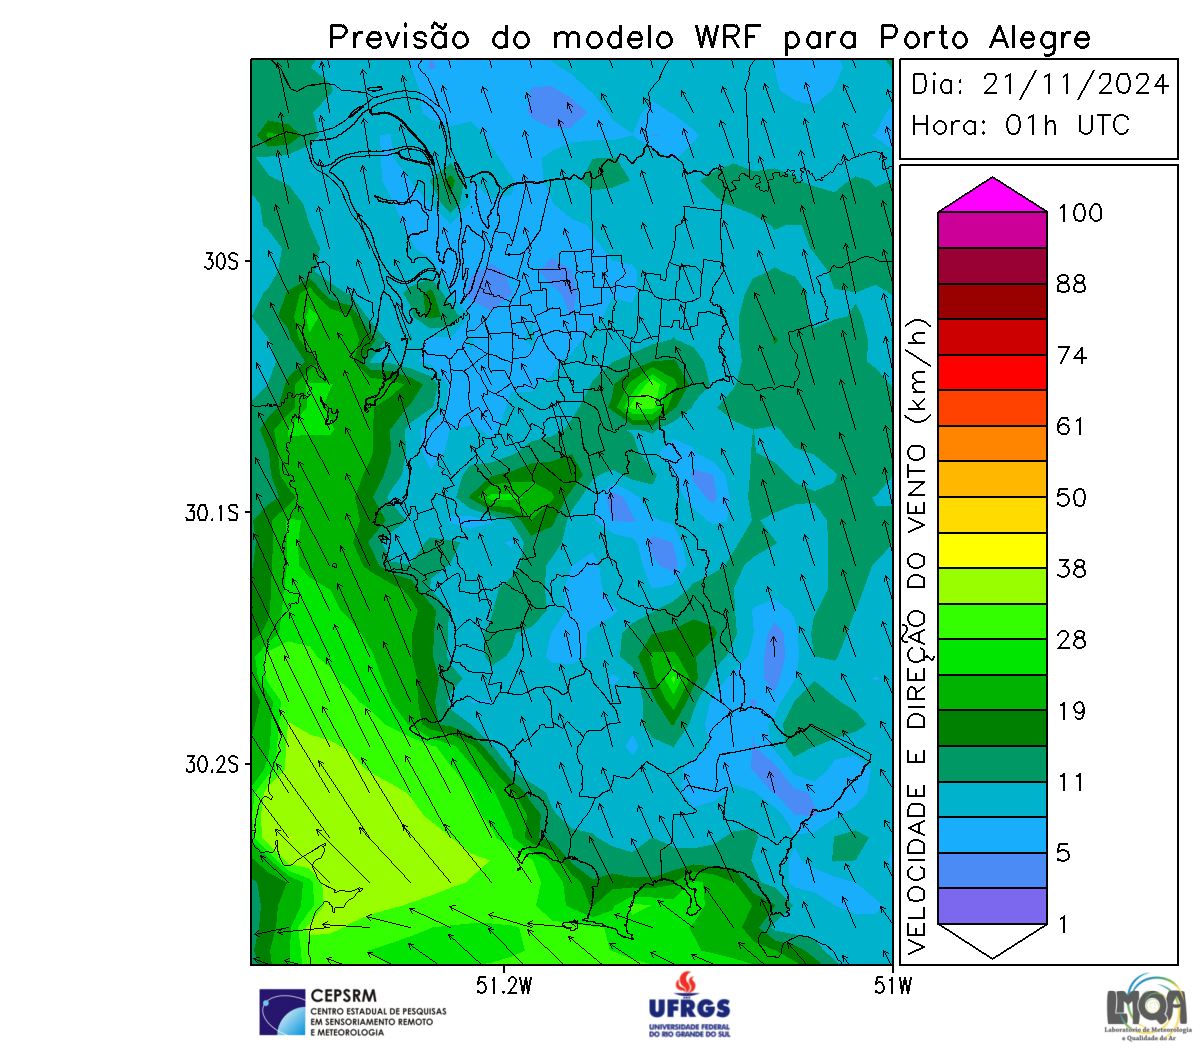 Previsão do modelo WRF para Porto Alegre
Dia: 21/11/2024
Hora: 01h UTC
30S
30.1S
30.2S
51.2W
51W
VELOCIDADE E DIREÇÃO DO VENTO (km/h)
100
88
74
61
50
38
28
19
11
5
1
CEPSRM
CENTRO ESTADUAL DE PESQUISAS
EM SENSORIAMENTO REMOTO
E METEOROLOGIA
UFRGS
UNIVERSIDADE FEDERAL
DO RIO GRANDE DO SUL
LMQA
Laboratório de Meteorologia
e Qualidade do Ar